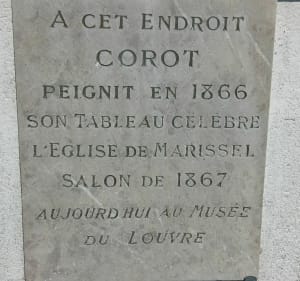 A CET ENDROIT
COROT
PEIGNIT EN 1866
SON TABLEAU CÉLÈBRE
L'EGLISE DE MARISSEL
SALON DE 1867
AUJOURD'HUI AU MUSÉE
DU LOUVRE